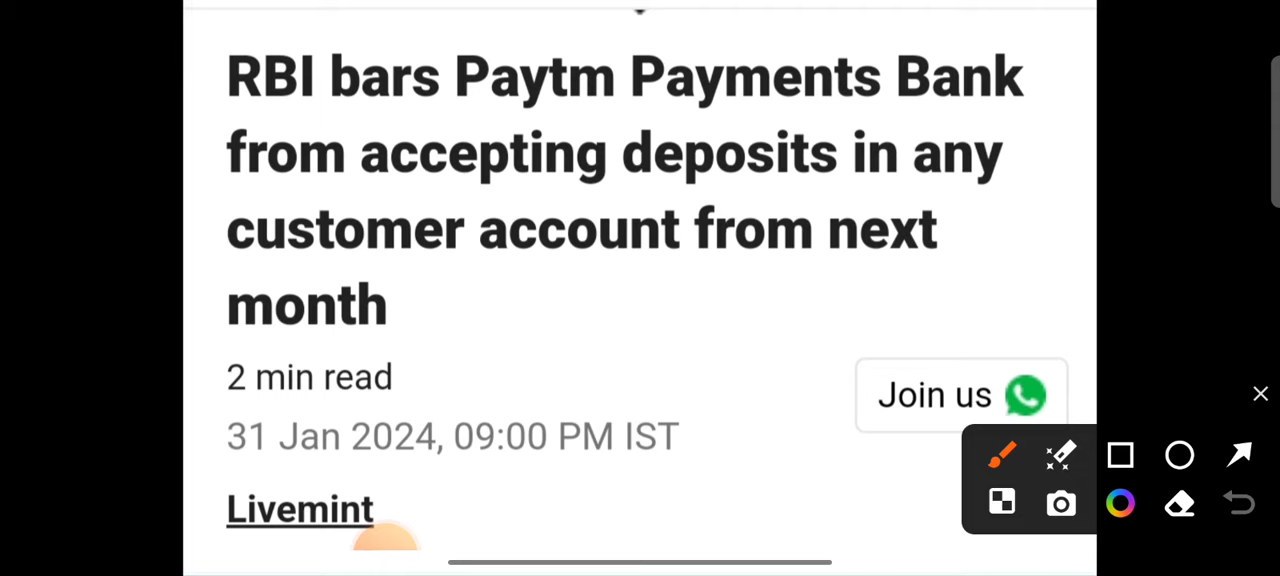 RBI bars Paytm Payments Bank
from accepting deposits in any
customer account from next
month
2 min read
Join us
31 Jan 2024, 09:00 PM IST
Livemint